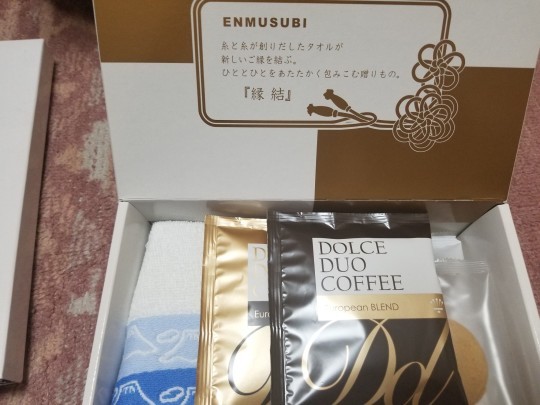 ENMUSUBI
糸と糸が創りだしたタオルが
新しいご縁を結ぶ。
ひととひとをあたたかく包みこむ贈りもの。
『縁 結』
DOLCE
DUO
COFFEE
European BLEND
Dd